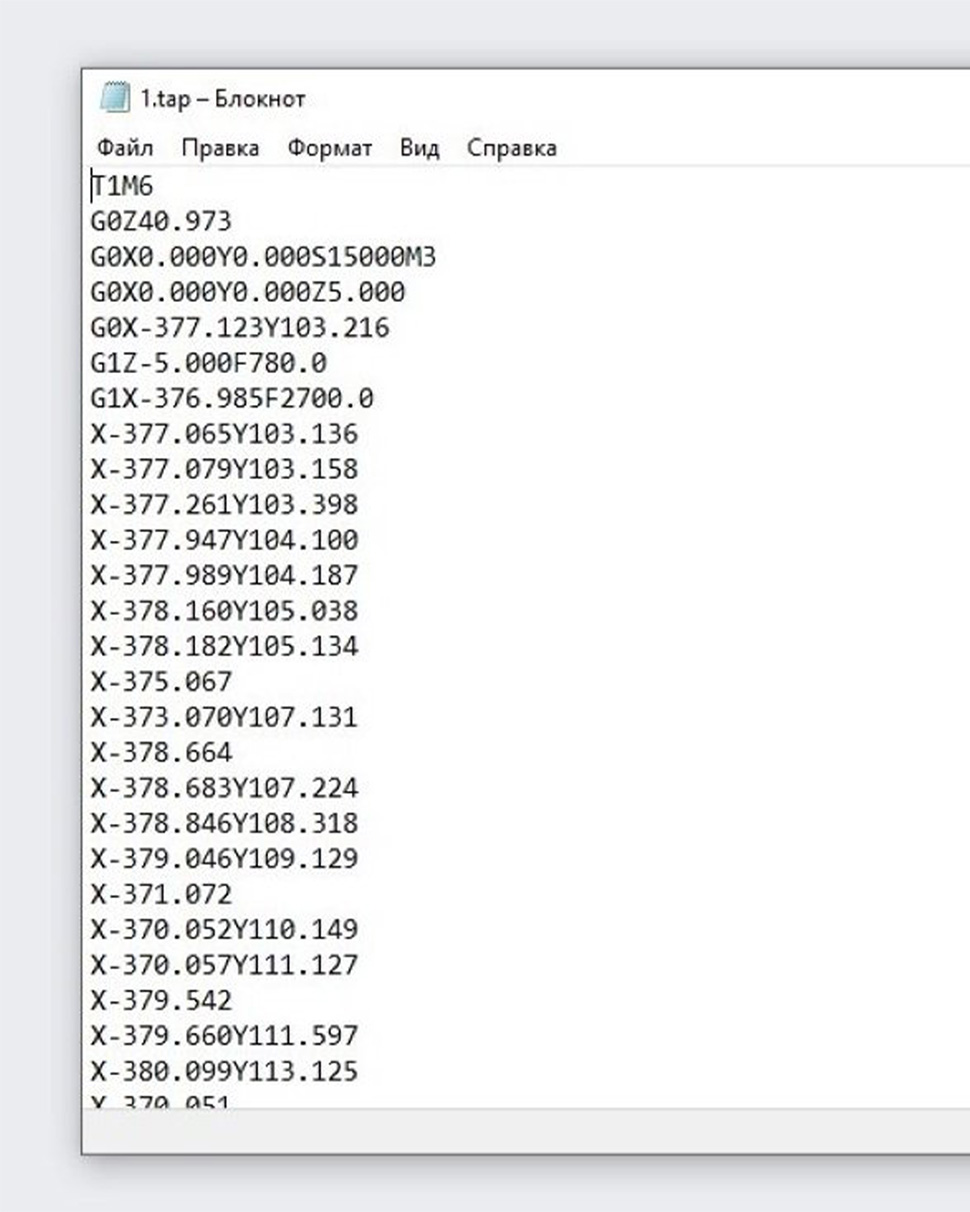 1.tap – Блокнот
Файл Правка Формат Вид Справка
T1M6
G0Z40.973
G0X0.000Y0.000S15000M3
G0X0.000Y0.000Z5.000
G0X-377.123Y103.216
G1Z-5.000F780.0
G1X-376.985F2700.0
X-377.065Y103.136
X-377.079Y103.158
X-377.261Y103.398
X-377.947Y104.100
X-377.989Y104.187
X-378.160Y105.038
X-378.182Y105.134
X-375.067
X-373.070Y107.131
X-378.664
X-378.683Y107.224
X-378.846Y108.318
X-379.046Y109.129
X-371.072
X-370.052Y110.149
X-370.057Y111.127
X-379.542
X-379.660Y111.597
X-380.099Y113.125